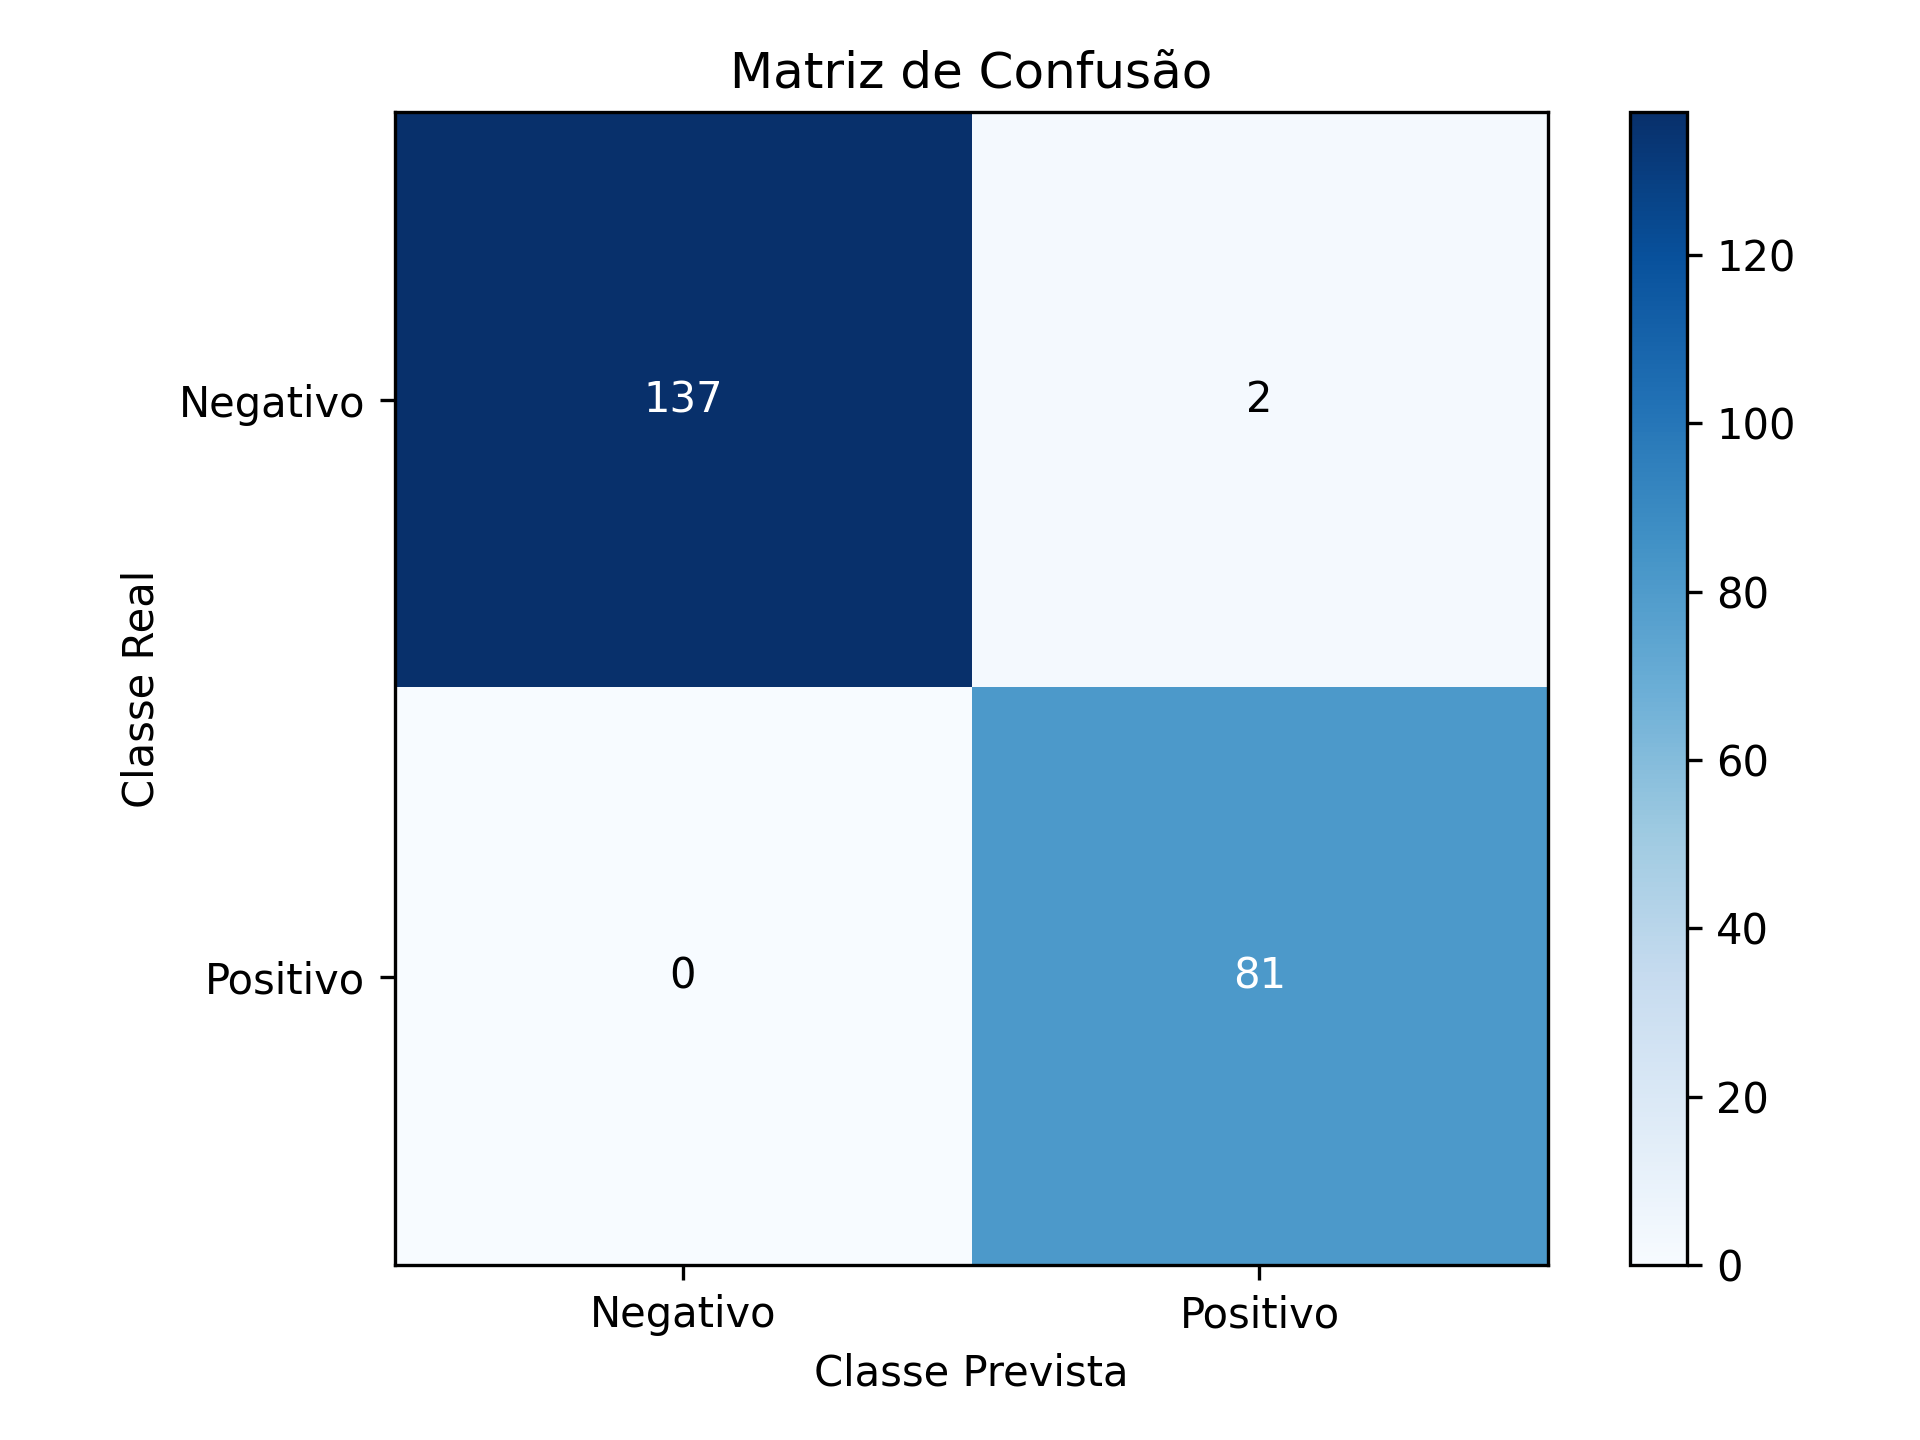 Matriz de Confusão
Negativo
137
2
Positivo
0
81
Classe Real
Negativo
Positivo
Classe Prevista
120
100
80
60
40
20
0